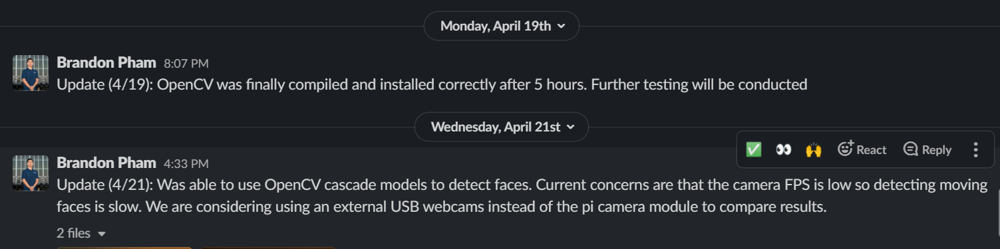 Monday, April 19th
Brandon Pham 8:07 PM
Update (4/19): OpenCV was finally compiled and installed correctly after 5 hours. Further testing will be conducted
Wednesday, April 21st
React Reply
Brandon Pham 4:33 PM
Update (4/21): Was able to use OpenCV cascade models to detect faces. Current concerns are that the camera FPS is low so detecting moving
faces is slow. We are considering using an external USB webcams instead of the pi camera module to compare results.
2 files